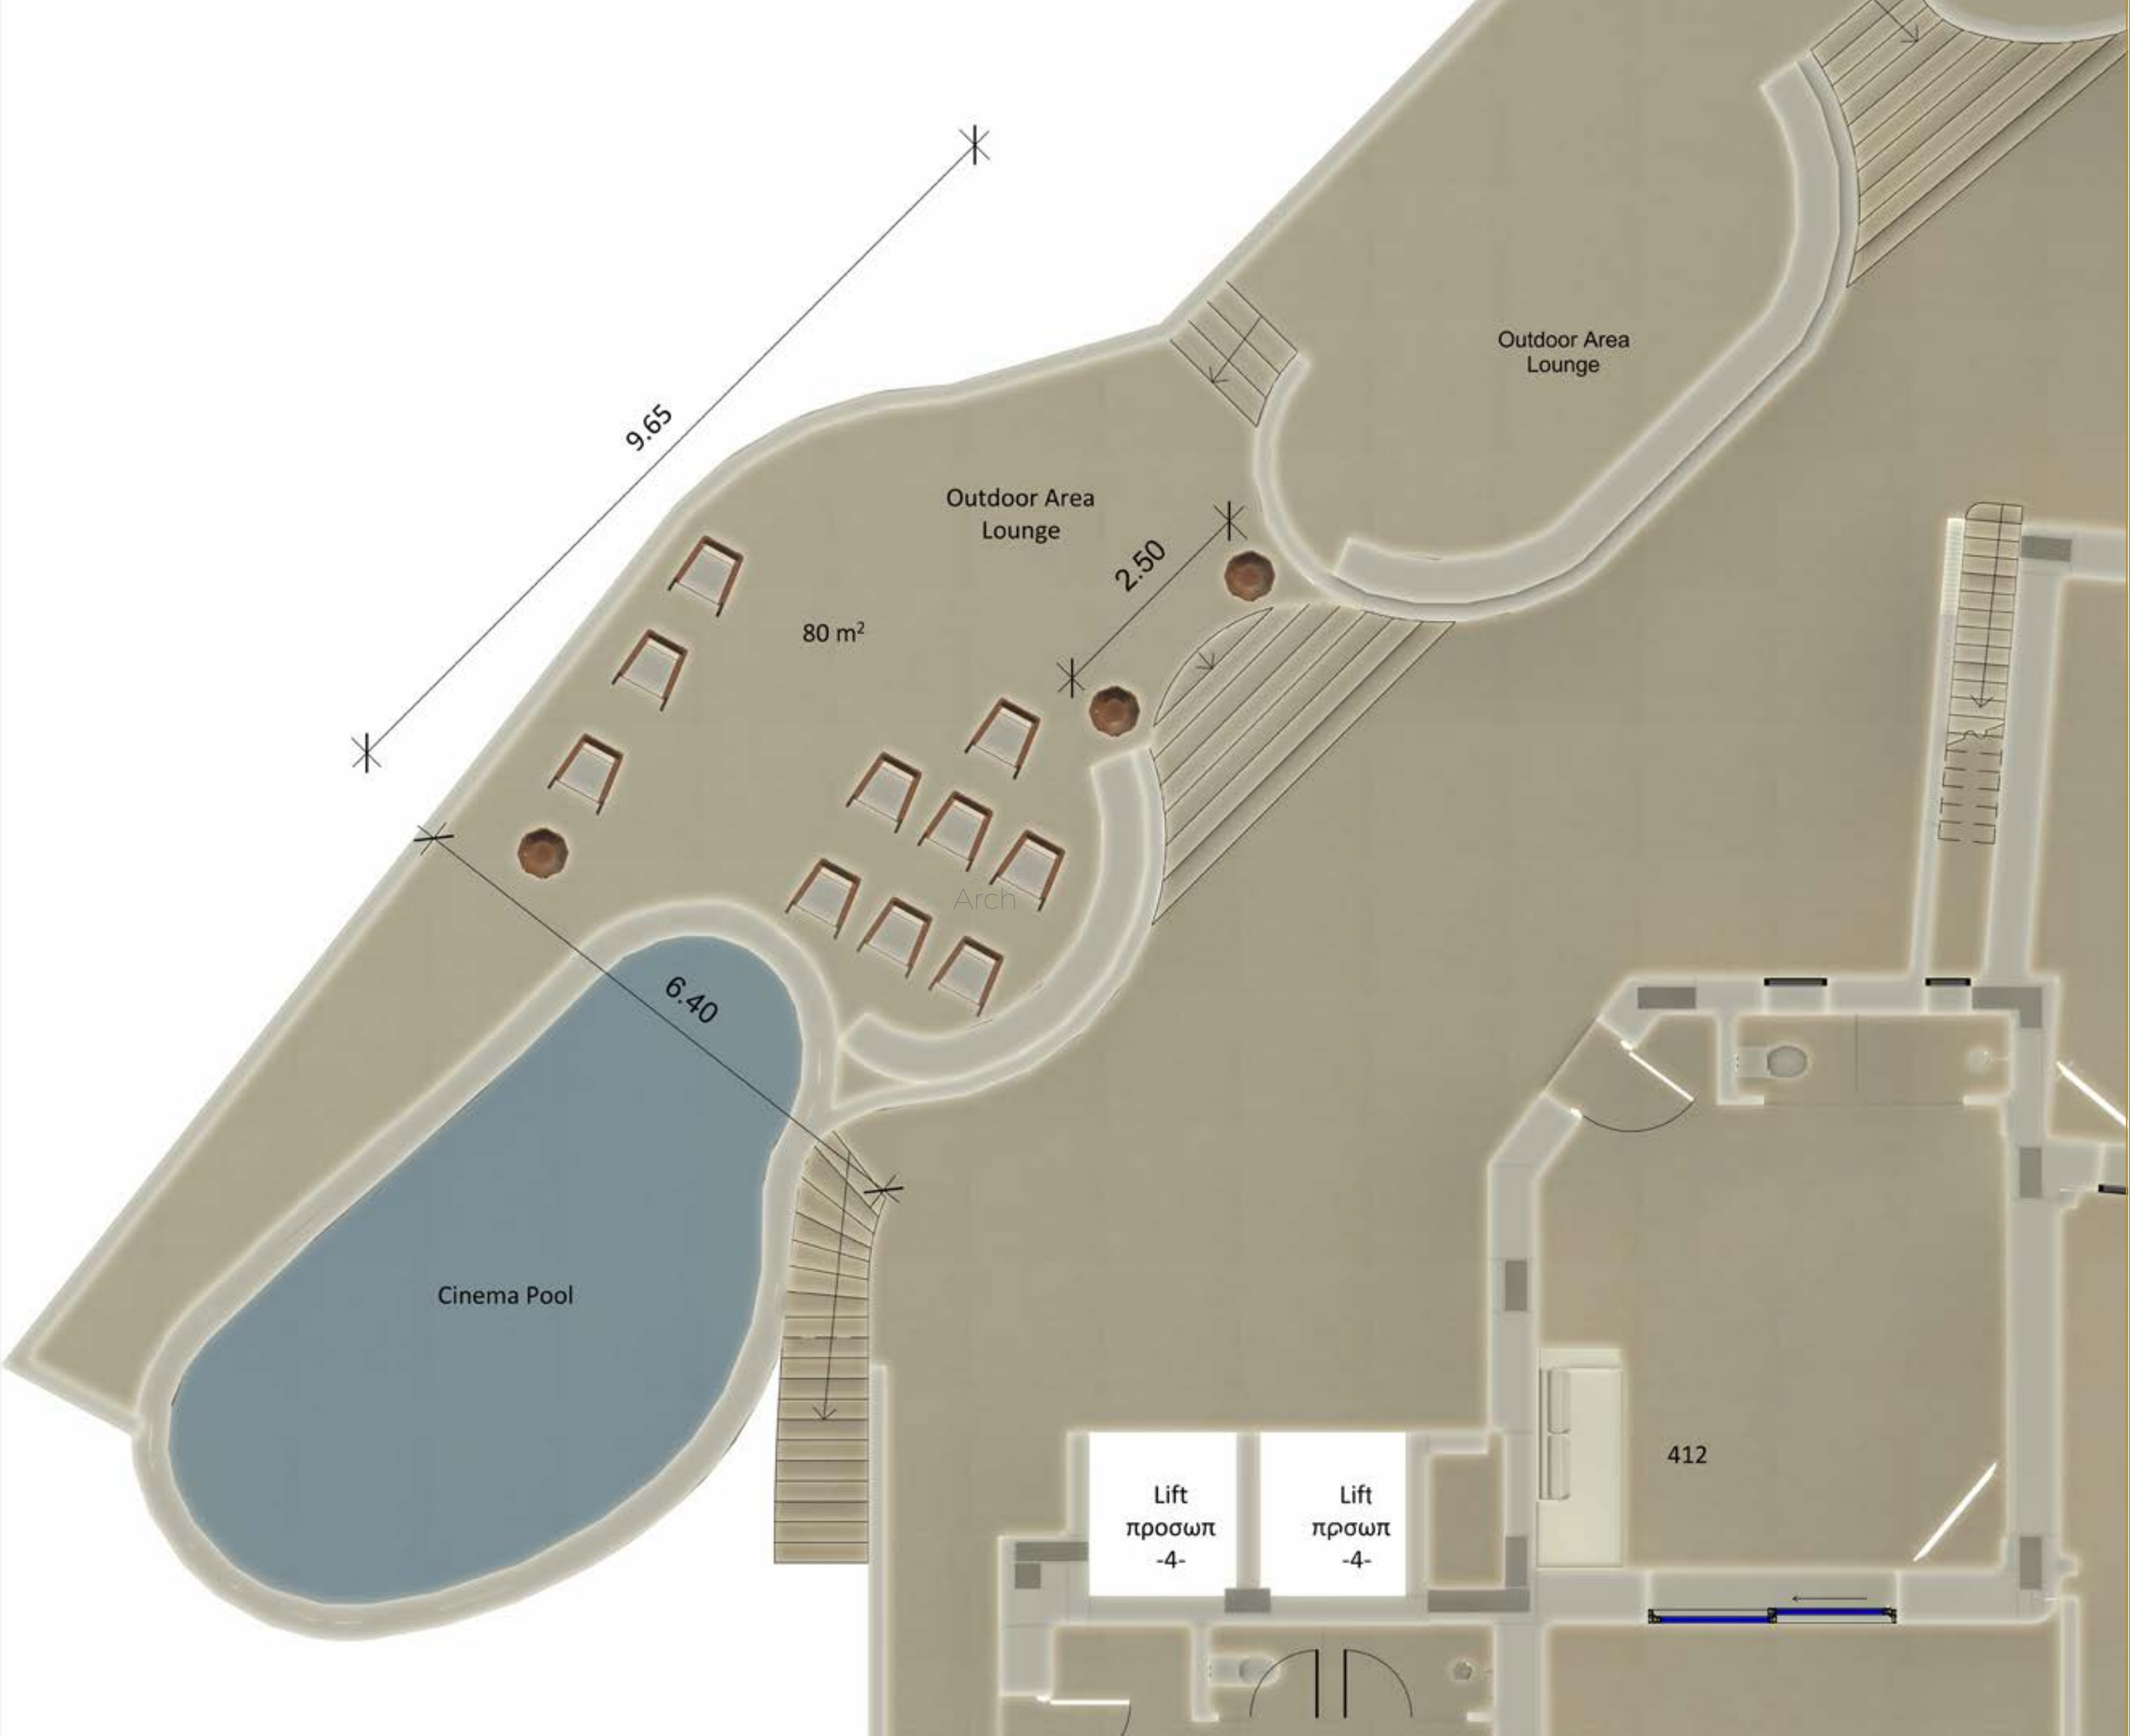 Outdoor Area
Lounge
9.65
Outdoor Area
Lounge
2.50
80 m²
Arch
6.40
Cinema Pool
412
Lift
προσωπ
-4-
Lift
πρσωπ
-4-